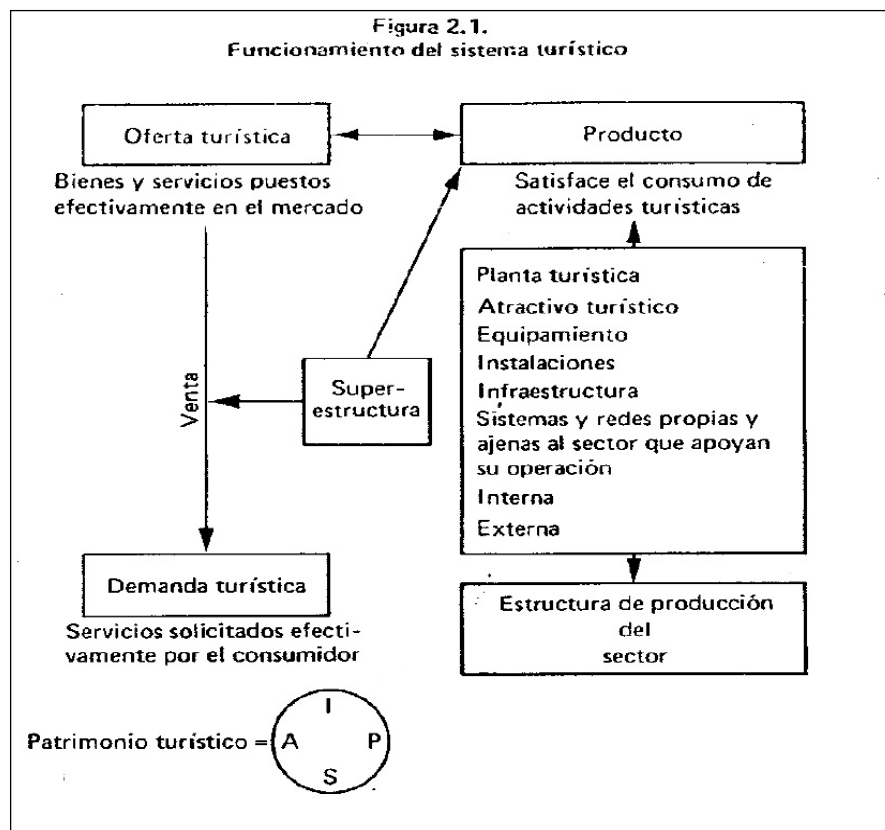 Figura 2.1.
Funcionamiento del sistema turístico
Oferta turística
Producto
Bienes y servicios puestos
efectivamente en el mercado
Satisface el consumo de
actividades turísticas
Planta turística
Atractivo turístico
Equipamiento
Instalaciones
Infraestructura
Sistemas y redes propias y
ajenas al sector que apoyan
su operación
Interna
Externa
Super-
estructura
Venta
Demanda turística
Servicios solicitados efecti-
vamente por el consumidor
Estructura de producción
del
sector
Patrimonio turístico =
I
A P
S